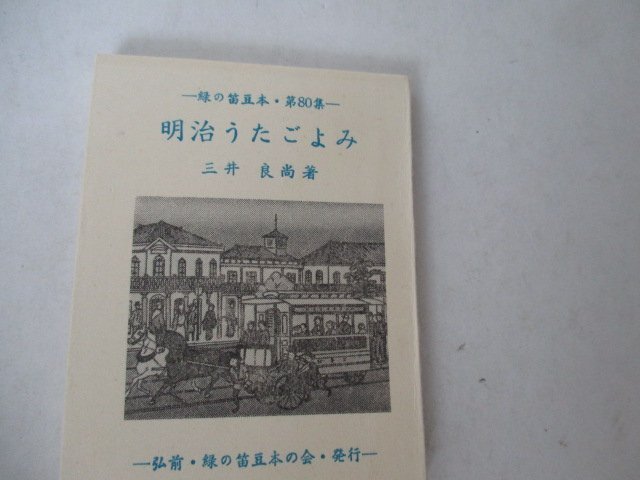 ―緑の笛豆本・第80集―
明治うたごよみ
三井 良尚著
―弘前・緑の笛豆本の会・発行―